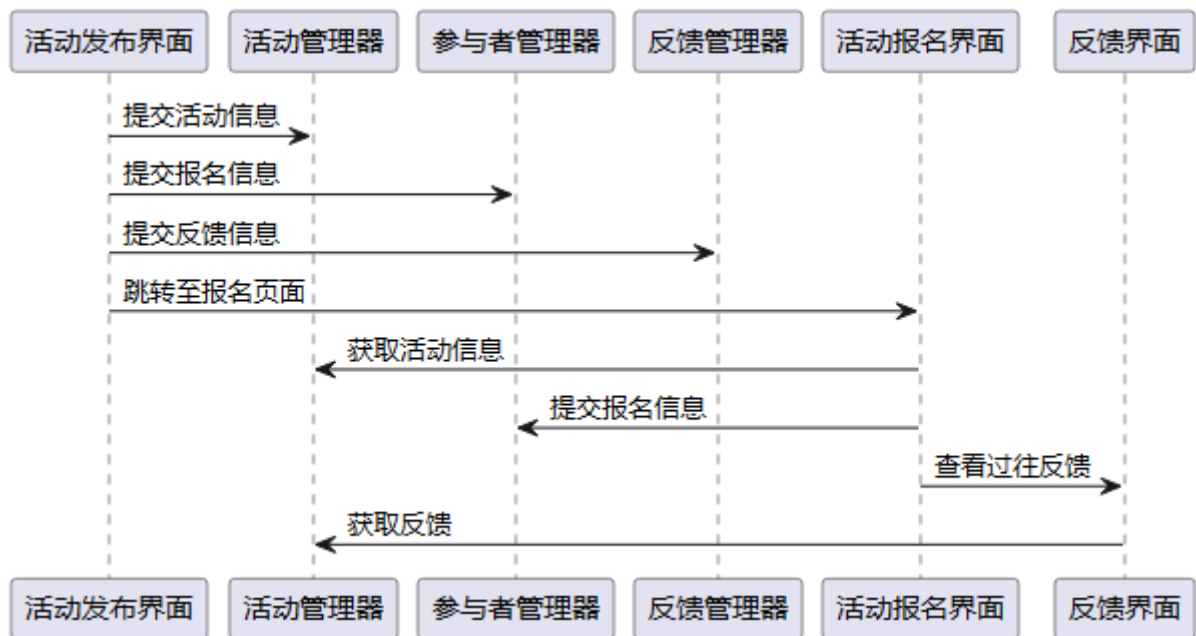 活动发布界面 活动管理器 参与者管理器 反馈管理器 活动报名界面 反馈界面
提交活动信息
提交报名信息
提交反馈信息
跳转至报名页面
获取活动信息
提交报名信息
查看过往反馈
获取反馈
活动发布界面 活动管理器 参与者管理器 反馈管理器 活动报名界面 反馈界面